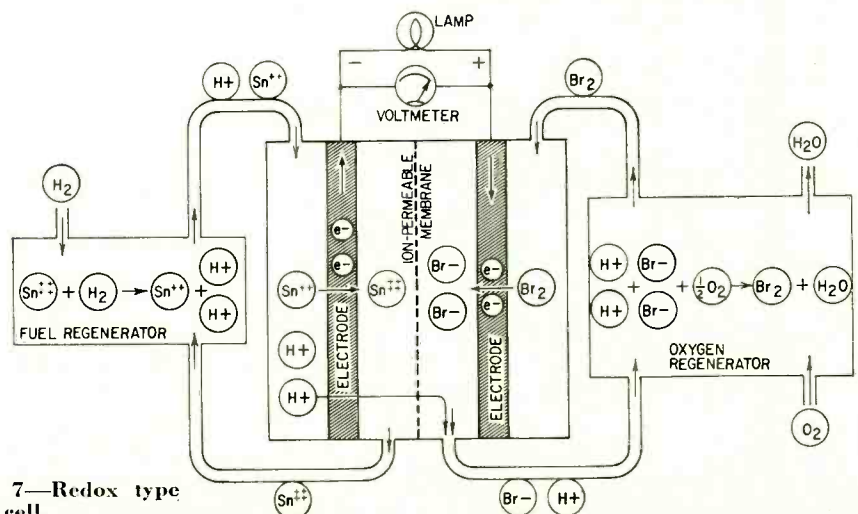 LAMP
− +
VOLTMETER
H+ Sn++
Br2
H2
H2O
Sn‡‡ + H2 → Sn++ + H+
H+
FUEL REGENERATOR
ELECTRODE
e-
e-
Sn++ → Sn‡‡
H+
H+
ION-PERMEABLE
MEMBRANE
Br-
Br-
ELECTRODE
e-
e-
Br2
H+ Br-
+ + + ½O2 → Br2 + H2O
H+ Br-
OXYGEN
REGENERATOR
O2
Sn‡‡
Br- H+
7—Redox type
cell